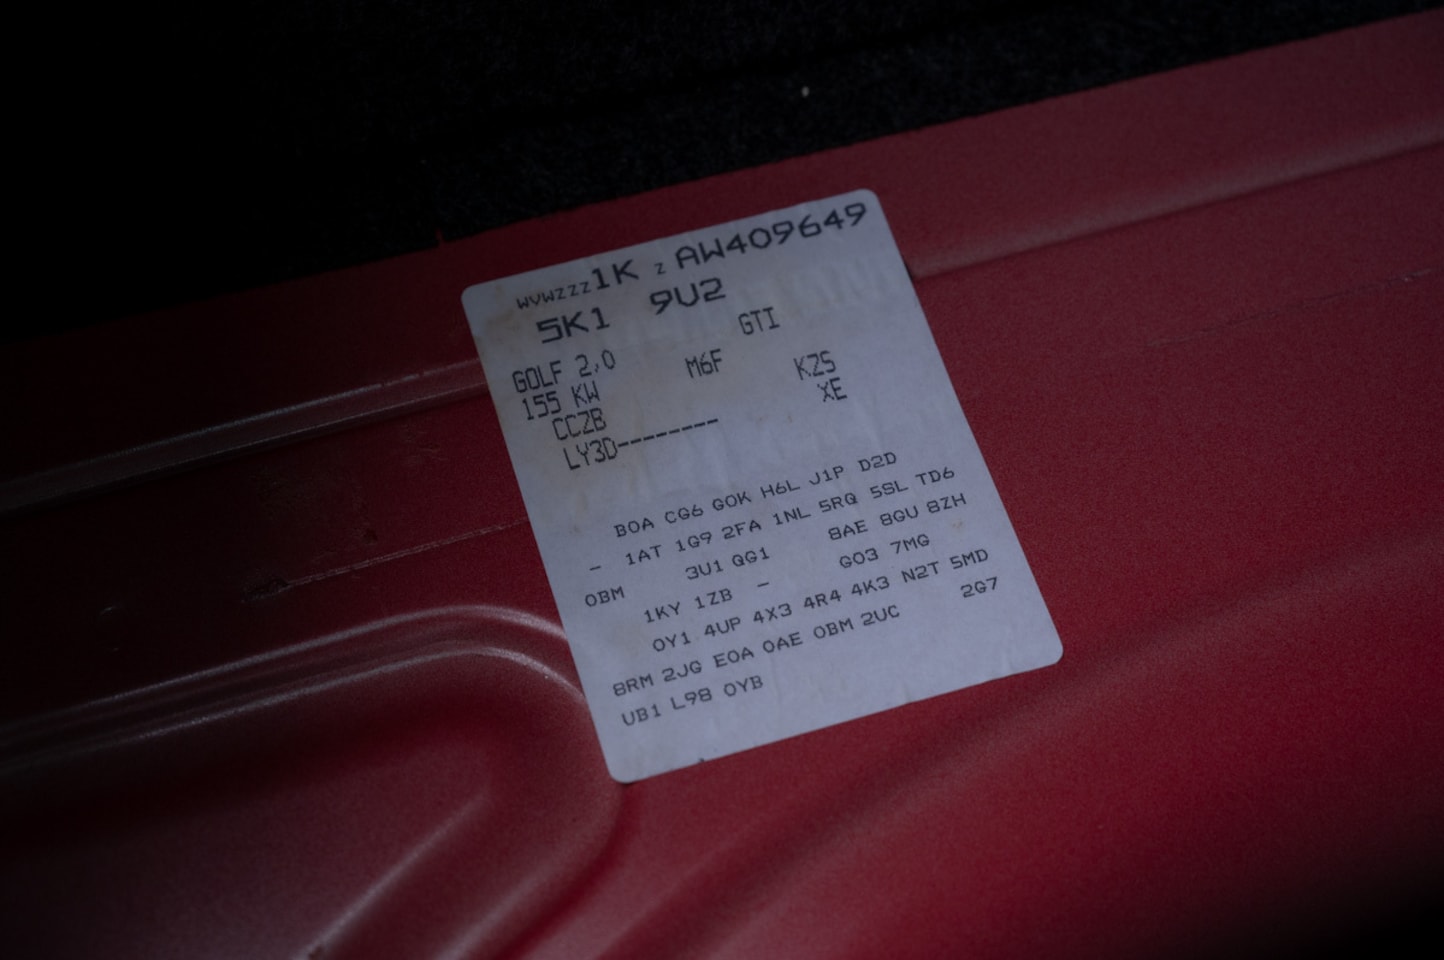 WVWZZZ1K Z AW409649
5K1 9U2
GTI
GOLF 2,0
155 KW M6F KZS
CCZB XE
LY3D--------
BOA CG6 GOK H6L J1P D2D
- 1AT 1G9 2FA 1NL 5RQ 5SL TD6
0BM 3U1 QG1 8AE 8GU 8ZH
1KY 1ZB - G03 7MG
0Y1 4UP 4X3 4R4 4K3 N2T 5MD
8RM 2JG E0A 0AE 0BM 2UC 2G7
UB1 L98 0YB